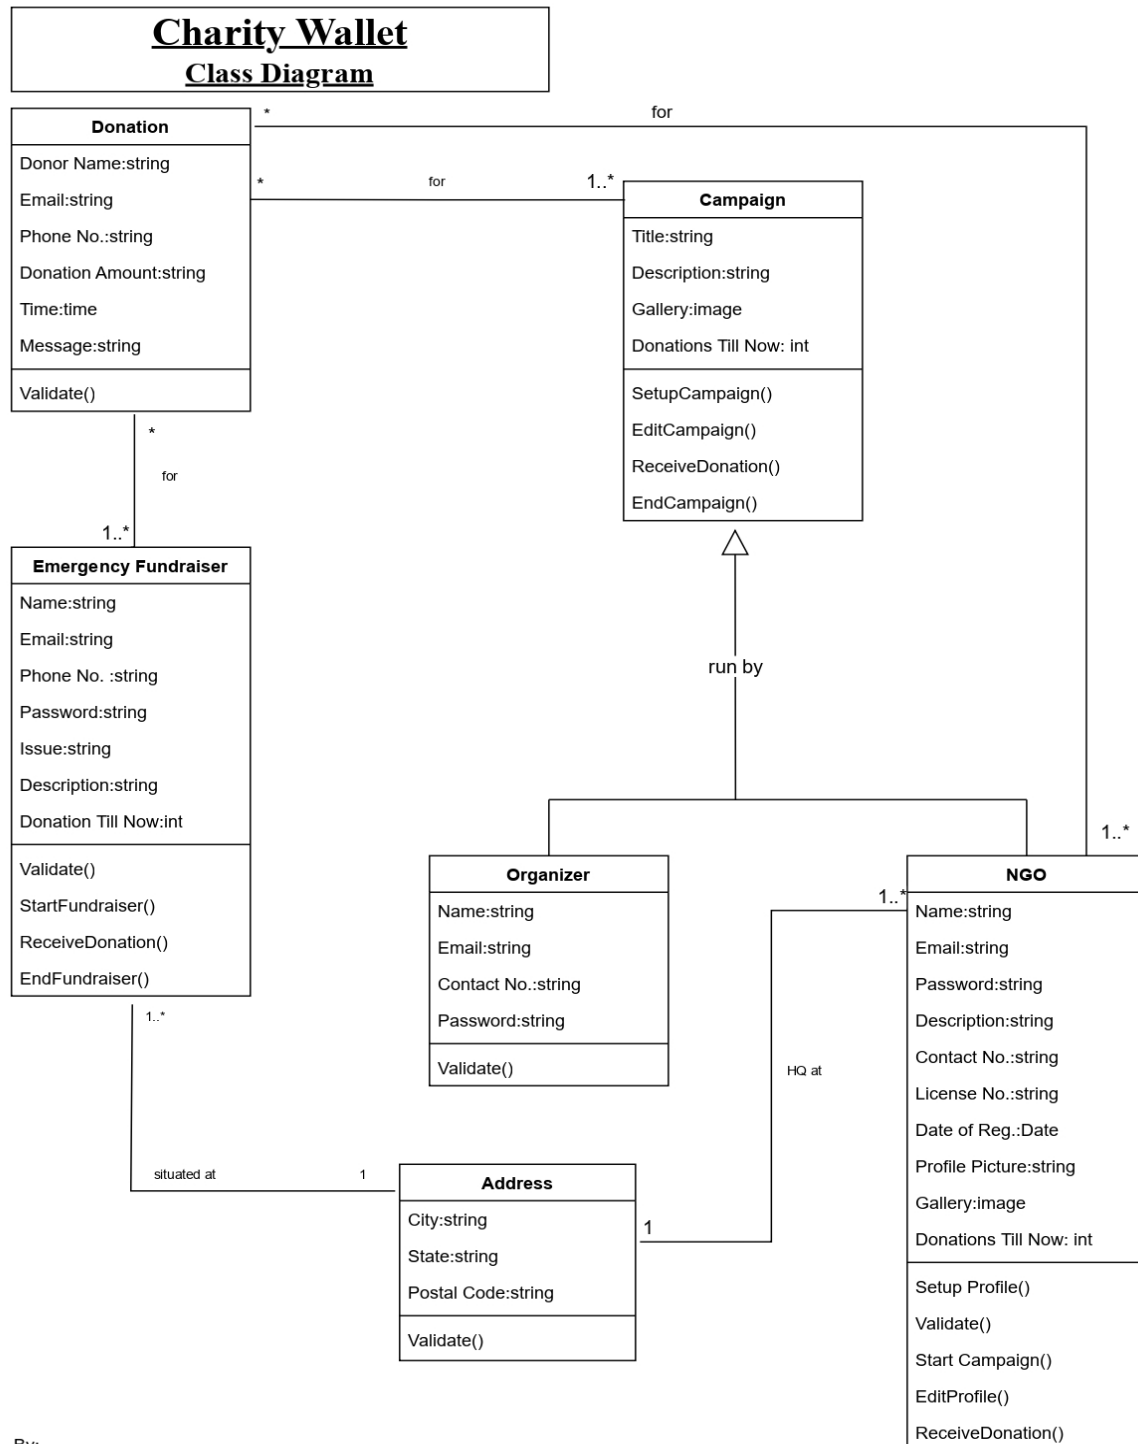 Charity Wallet
Class Diagram
Donation
Donor Name:string
Email:string
Phone No.:string
Donation Amount:string
Time:time
Message:string
Validate()
*
for
*
for
1..*
Campaign
Title:string
Description:string
Gallery:image
Donations Till Now: int
SetupCampaign()
EditCampaign()
ReceiveDonation()
EndCampaign()
*
for
1..*
Emergency Fundraiser
Name:string
Email:string
Phone No. :string
Password:string
Issue:string
Description:string
Donation Till Now:int
Validate()
StartFundraiser()
ReceiveDonation()
EndFundraiser()
run by
1..*
Organizer
Name:string
Email:string
Contact No.:string
Password:string
Validate()
1..*
NGO
Name:string
Email:string
Password:string
Description:string
Contact No.:string
License No.:string
Date of Reg.:Date
Profile Picture:string
Gallery:image
Donations Till Now: int
Setup Profile()
Validate()
Start Campaign()
EditProfile()
ReceiveDonation()
1..*
situated at
1
HQ at
1
Address
City:string
State:string
Postal Code:string
Validate()
By: